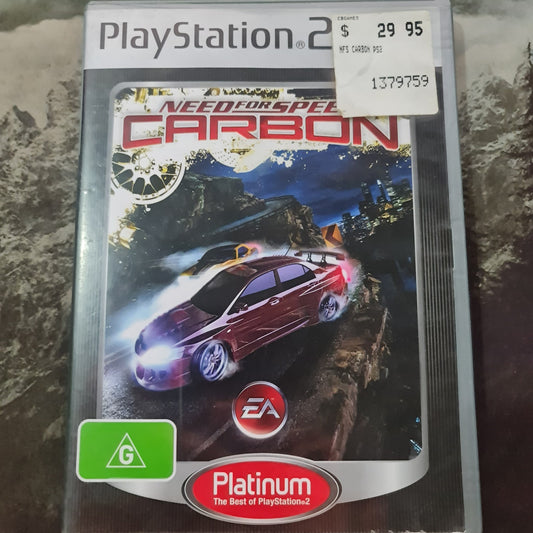 PlayStation®2
CBGAMES
$ 29 95
NFS CARBON PS2
1379759
NEED FOR SPEED
CARBON
EA
G
Platinum
The Best of PlayStation®2